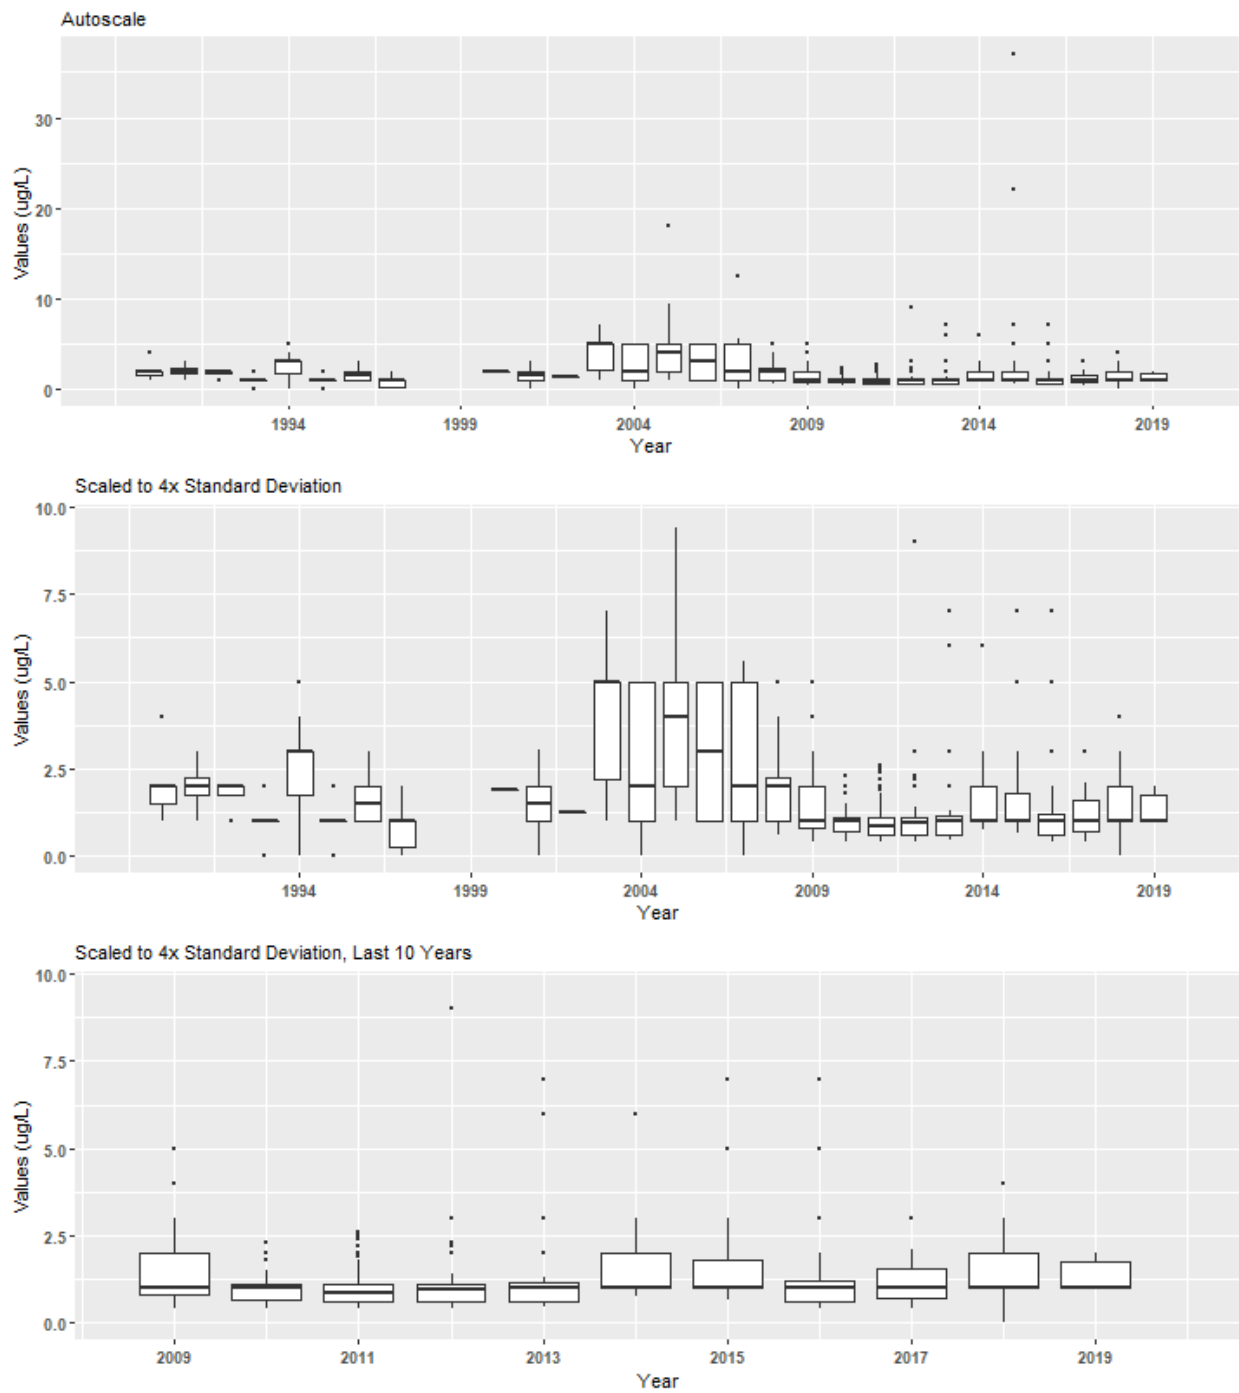 Autoscale
30
20
10
0
Values (ug/L)
1994 1999 2004 2009 2014 2019
Year
Scaled to 4x Standard Deviation
10.0
7.5
5.0
2.5
0.0
Values (ug/L)
1994 1999 2004 2009 2014 2019
Year
Scaled to 4x Standard Deviation, Last 10 Years
10.0
7.5
5.0
2.5
0.0
Values (ug/L)
2009 2011 2013 2015 2017 2019
Year